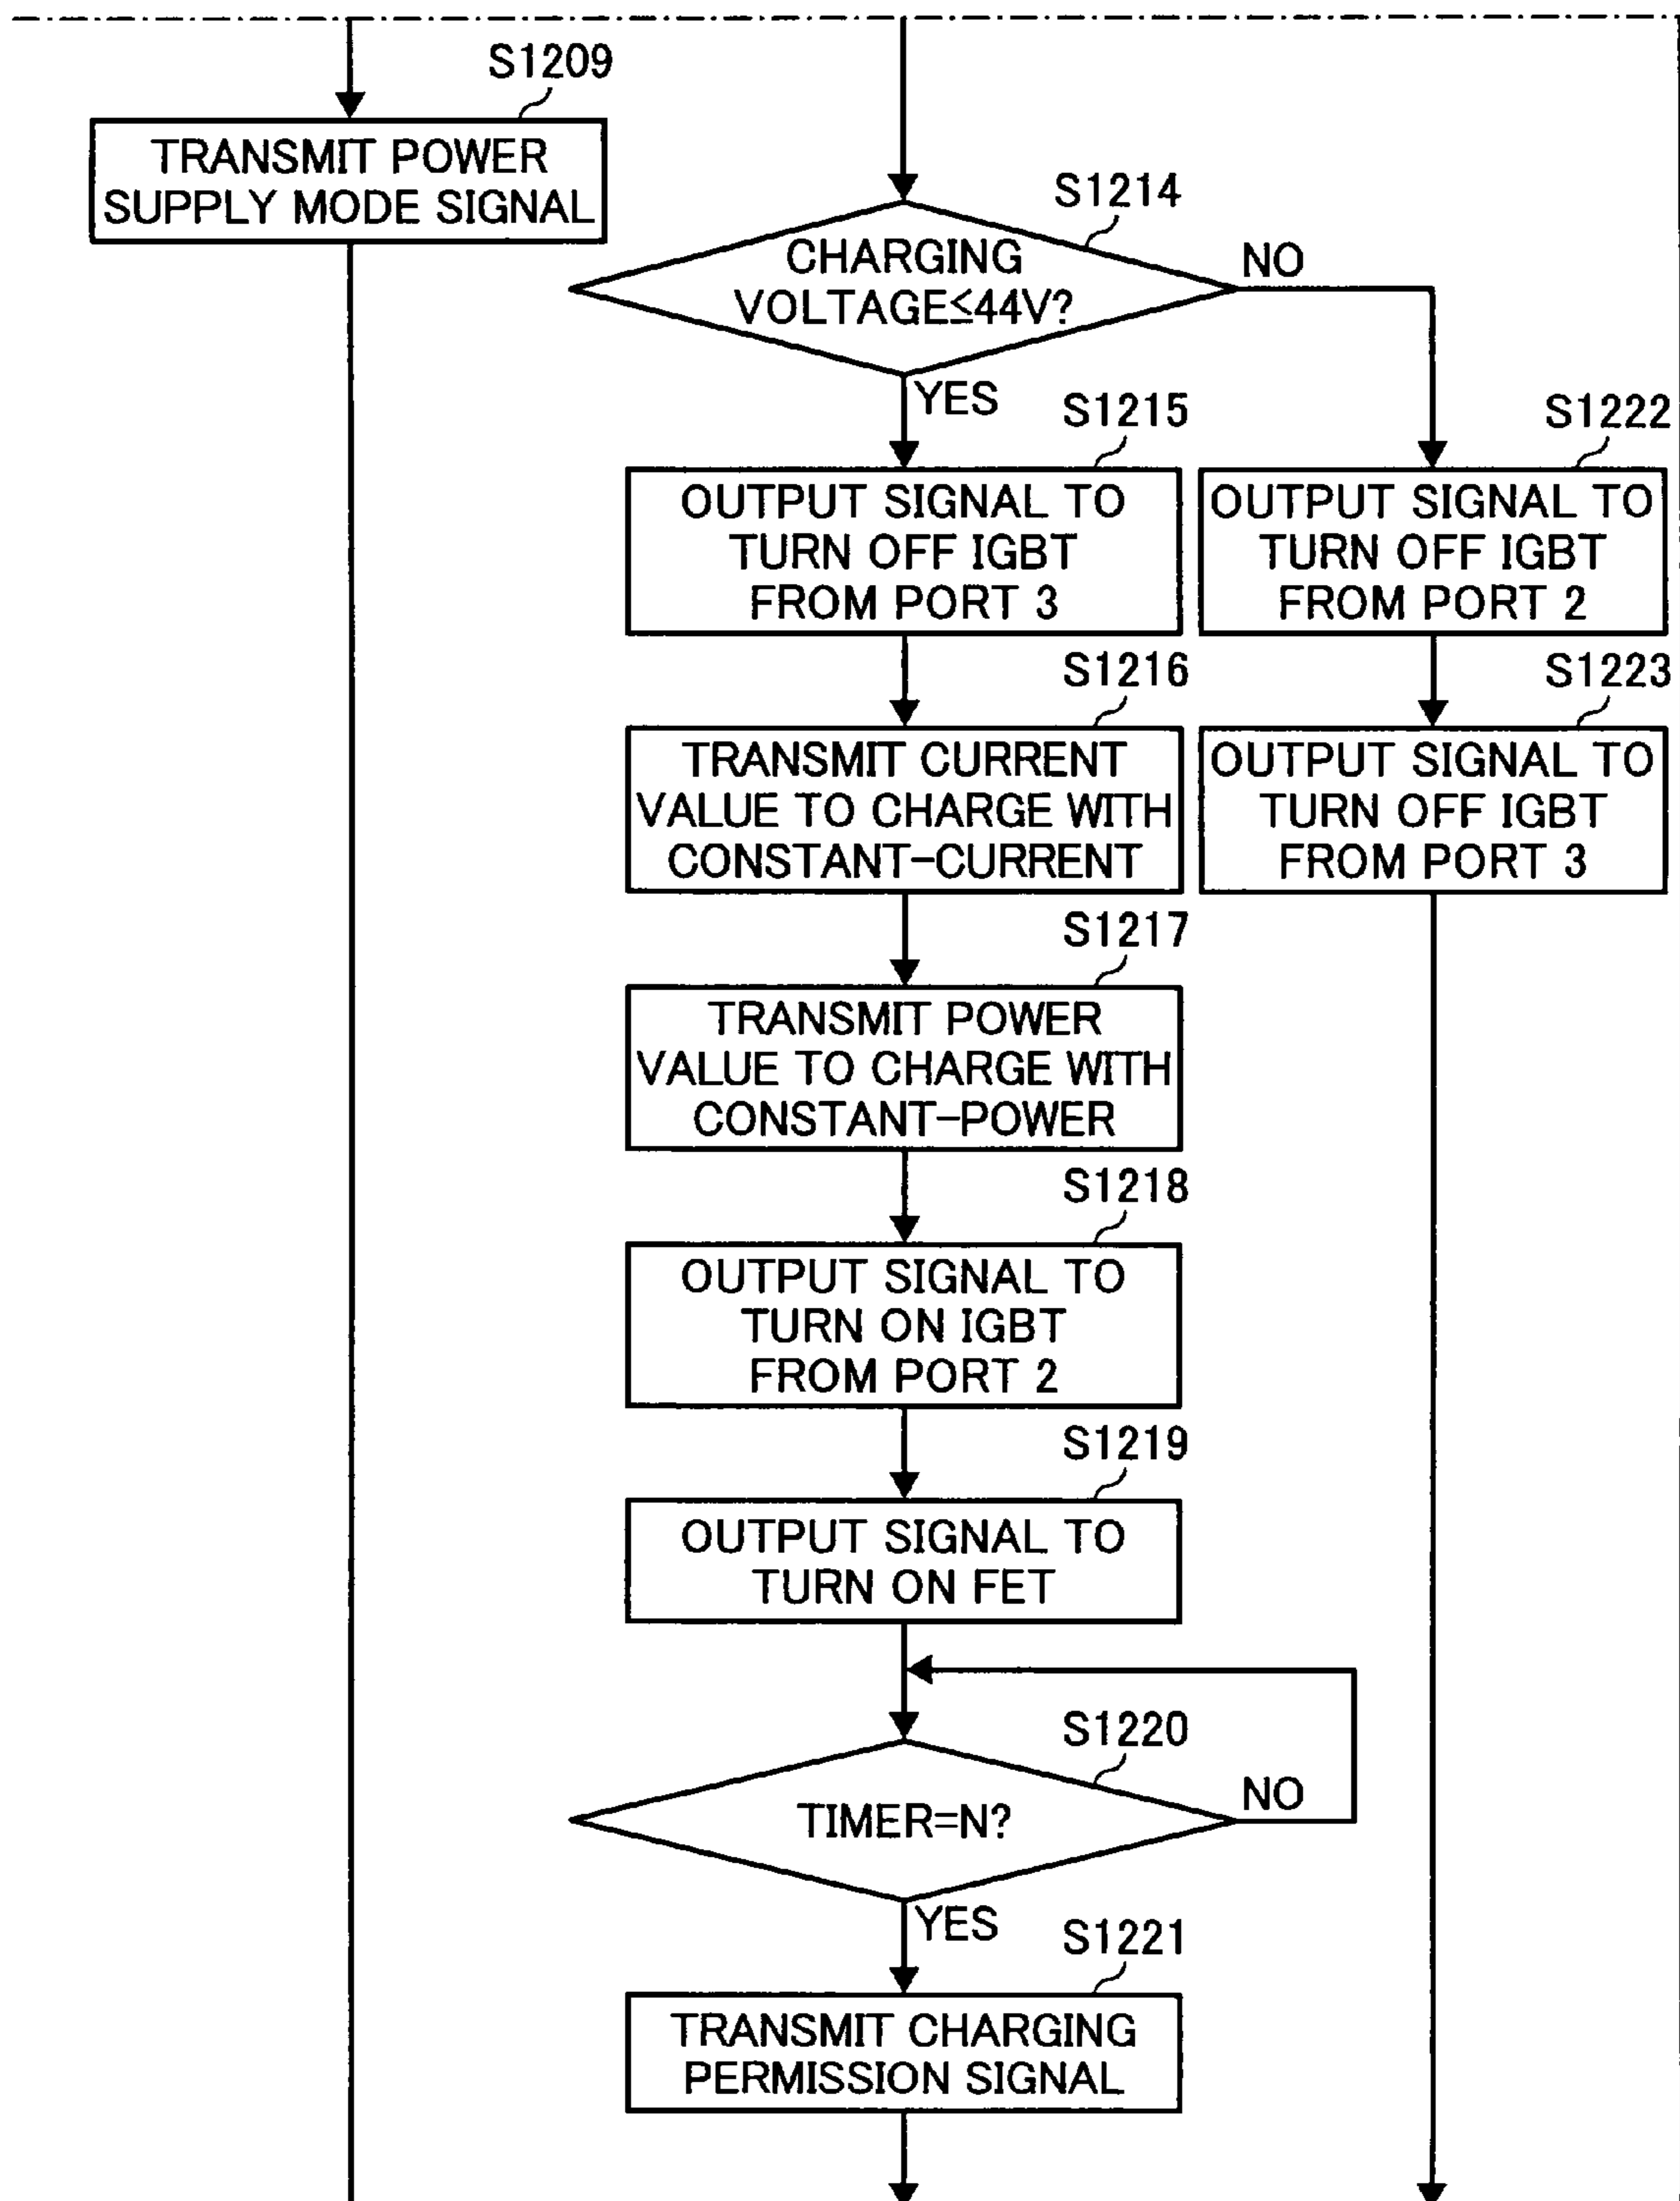 S1209
TRANSMIT POWER
SUPPLY MODE SIGNAL
S1214
CHARGING
VOLTAGE≤44V?
NO
YES
S1215
OUTPUT SIGNAL TO
TURN OFF IGBT
FROM PORT 3
S1222
OUTPUT SIGNAL TO
TURN OFF IGBT
FROM PORT 2
S1216
TRANSMIT CURRENT
VALUE TO CHARGE WITH
CONSTANT-CURRENT
S1223
OUTPUT SIGNAL TO
TURN OFF IGBT
FROM PORT 3
S1217
TRANSMIT POWER
VALUE TO CHARGE WITH
CONSTANT-POWER
S1218
OUTPUT SIGNAL TO
TURN ON IGBT
FROM PORT 2
S1219
OUTPUT SIGNAL TO
TURN ON FET
S1220
TIMER=N?
NO
YES
S1221
TRANSMIT CHARGING
PERMISSION SIGNAL